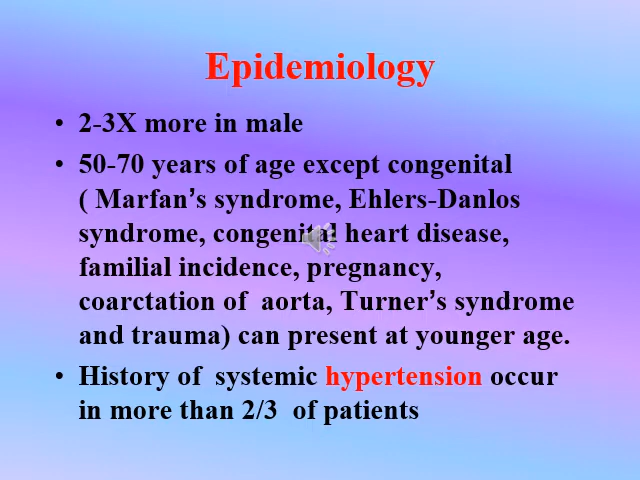 Epidemiology
• 2-3X more in male
• 50-70 years of age except congenital
( Marfan’s syndrome, Ehlers-Danlos
syndrome, congenital heart disease,
familial incidence, pregnancy,
coarctation of  aorta, Turner’s syndrome
and trauma) can present at younger age.
• History of  systemic hypertension occur
in more than 2/3  of patients